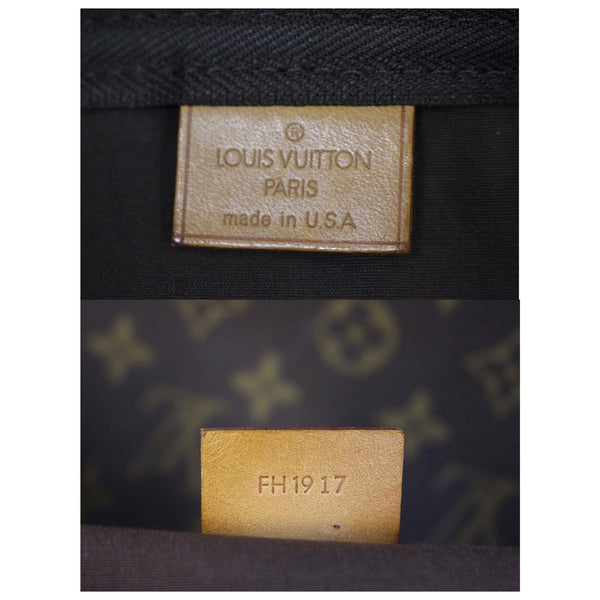 ®
LOUIS VUITTON
PARIS
made in U.S.A
FH1917